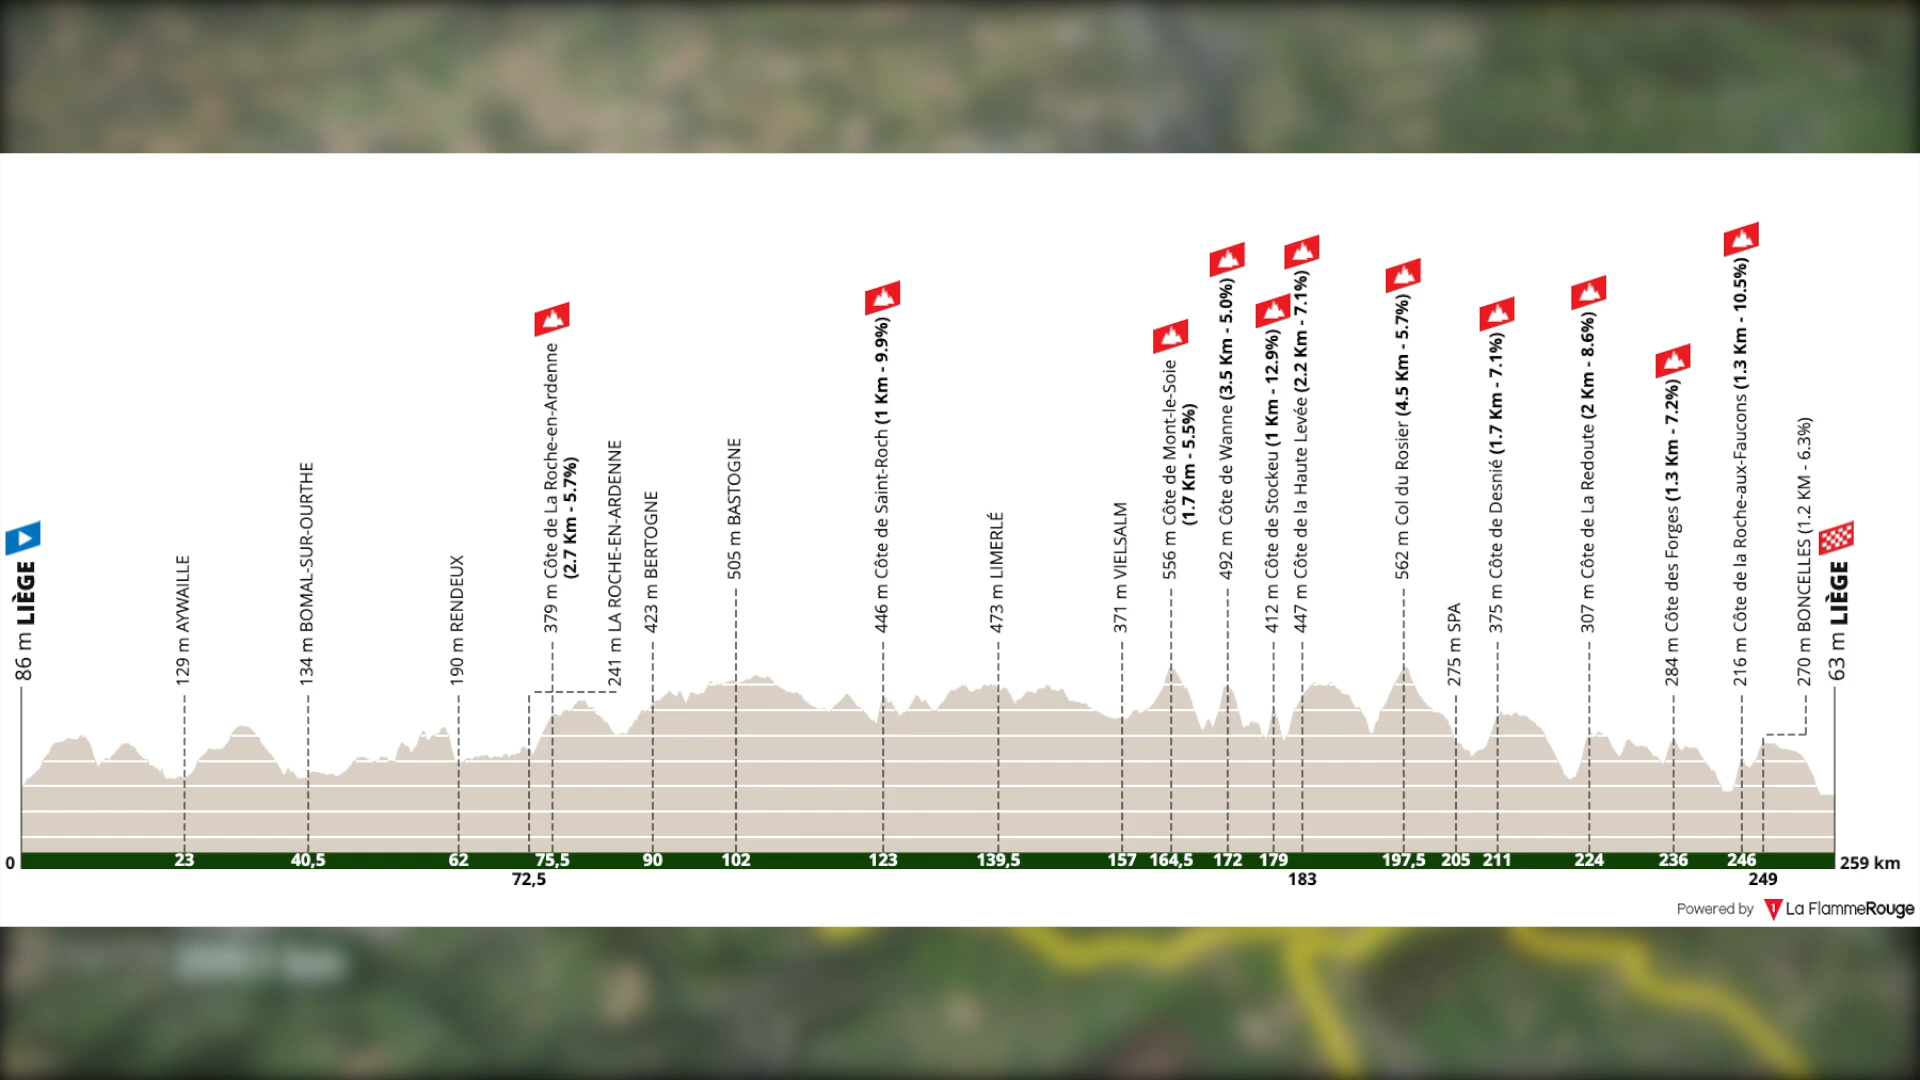 86 m LIÈGE
129 m AYWAILLE
134 m BOMAL-SUR-OURTHE
190 m RENDEUX
379 m Côte de La Roche-en-Ardenne
(2.7 Km - 5.7%)
241 m LA ROCHE-EN-ARDENNE
423 m BERTOGNE
505 m BASTOGNE
446 m Côte de Saint-Roch (1 Km - 9.9%)
473 m LIMERLÉ
371 m VIELSALM
556 m Côte de Mont-le-Soie
(1.7 Km - 5.5%)
492 m Côte de Wanne (3.5 Km - 5.0%)
412 m Côte de Stockeu (1 Km - 12.9%)
447 m Côte de la Haute Levée (2.2 Km - 7.1%)
562 m Col du Rosier (4.5 Km - 5.7%)
275 m SPA
375 m Côte de Desnié (1.7 Km - 7.1%)
307 m Côte de La Redoute (2 Km - 8.6%)
284 m Côte des Forges (1.3 Km - 7.2%)
216 m Côte de la Roche-aux-Faucons (1.3 Km - 10.5%)
270 m BONCELLES (1.2 KM - 6.3%)
63 m LIÈGE
0 23 40,5 62 75,5 90 102 123 139,5 157 164,5 172 179 197,5 205 211 224 236 246 259 km
72,5 183 249
Powered by 1 La FlammeRouge